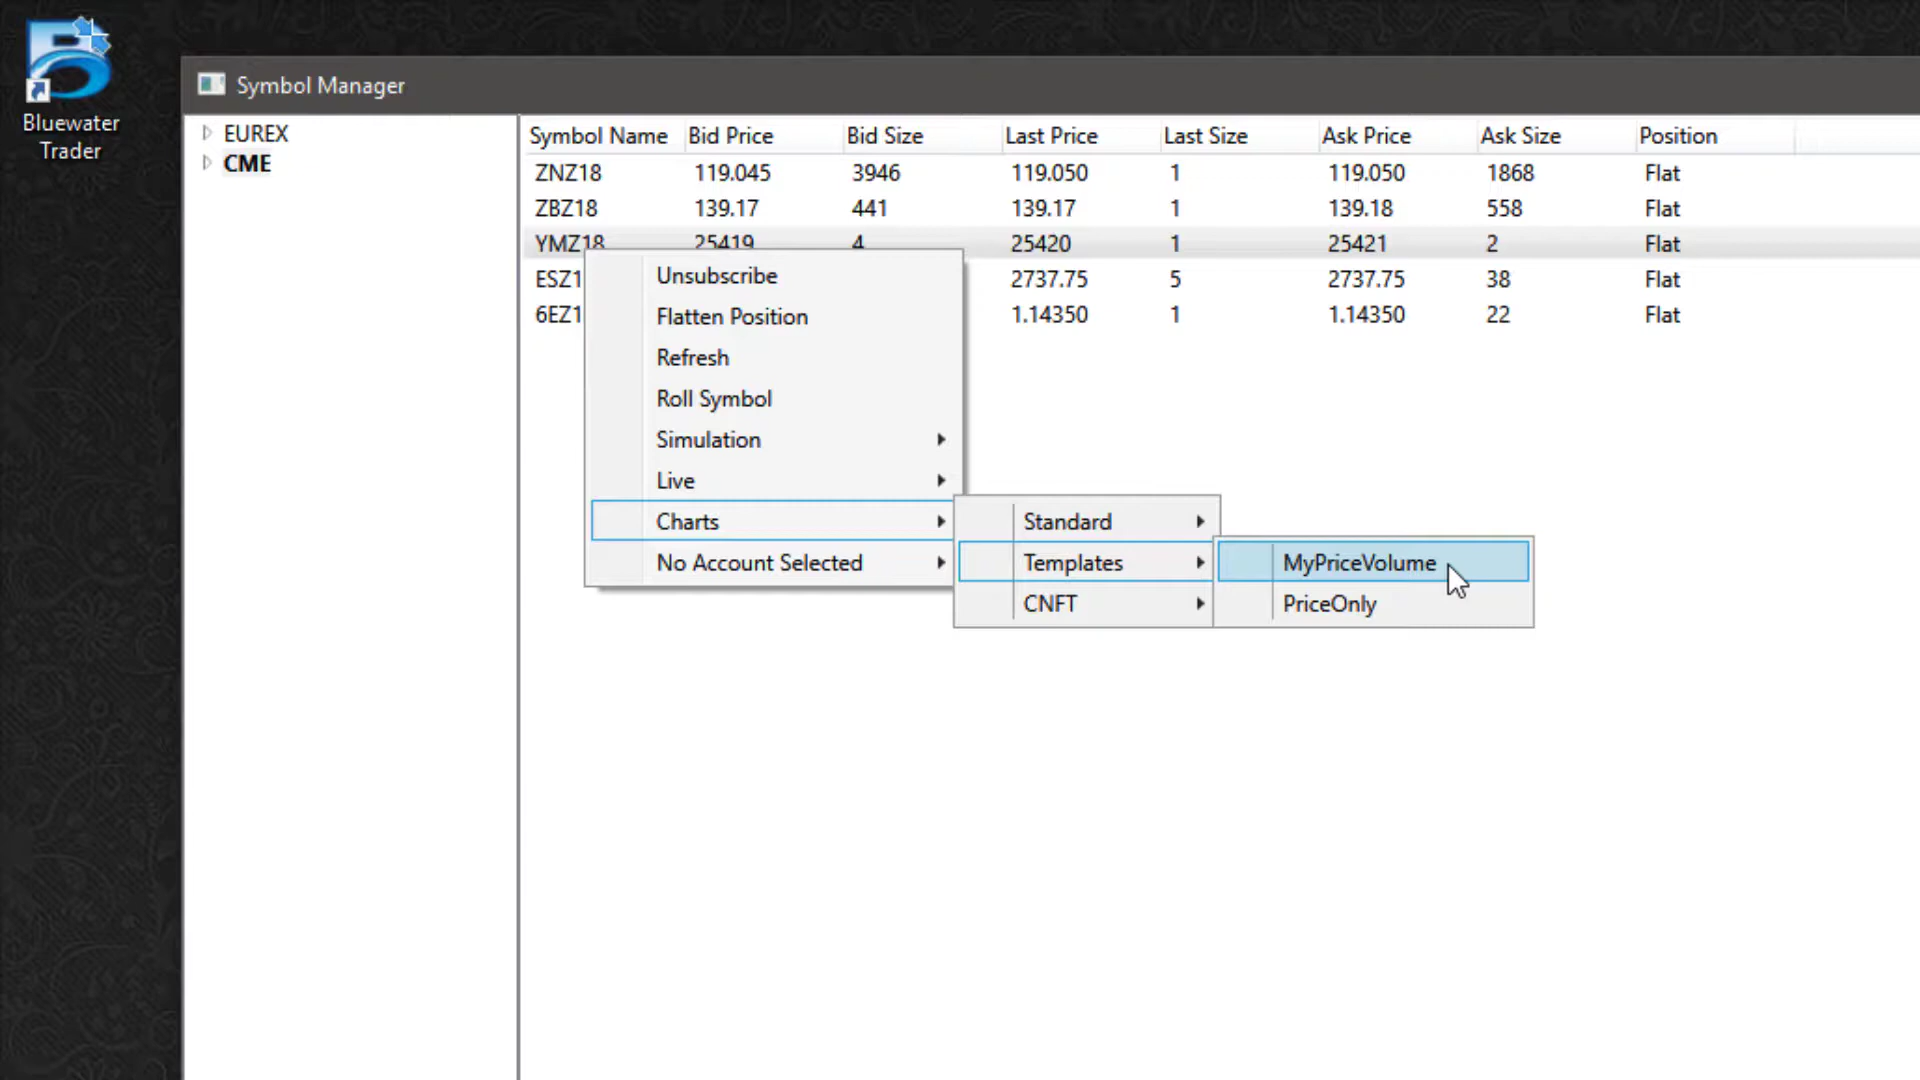 Bluewater
Trader
Symbol Manager
EUREX
CME
Symbol Name Bid Price Bid Size Last Price Last Size Ask Price Ask Size Position
ZNZ18 119.045 3946 119.050 1 119.050 1868 Flat
ZBZ18 139.17 441 139.17 1 139.18 558 Flat
YMZ18 25419 4 25420 1 25421 2 Flat
ESZ1 2737.75 5 2737.75 38 Flat
6EZ1 1.14350 1 1.14350 22 Flat
Unsubscribe
Flatten Position
Refresh
Roll Symbol
Simulation
Live
Charts
No Account Selected
Standard
Templates
CNFT
MyPriceVolume
PriceOnly